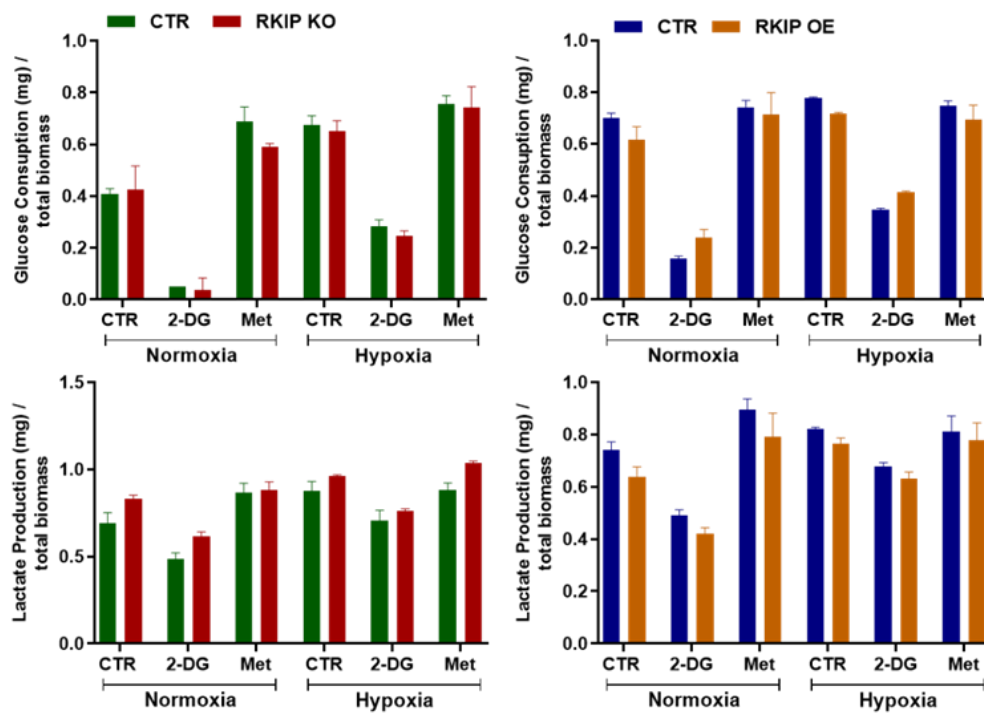 CTR RKIP KO
Glucose Consuption (mg) /
total biomass
1.0
0.8
0.6
0.4
0.2
0.0
CTR 2-DG Met CTR 2-DG Met
Normoxia Hypoxia
CTR RKIP OE
Glucose Consuption (mg) /
total biomass
1.0
0.8
0.6
0.4
0.2
0.0
CTR 2-DG Met CTR 2-DG Met
Normoxia Hypoxia
Lactate Production (mg) /
total biomass
1.5
1.0
0.5
0.0
CTR 2-DG Met CTR 2-DG Met
Normoxia Hypoxia
Lactate Production (mg) /
total biomass
1.0
0.8
0.6
0.4
0.2
0.0
CTR 2-DG Met CTR 2-DG Met
Normoxia Hypoxia